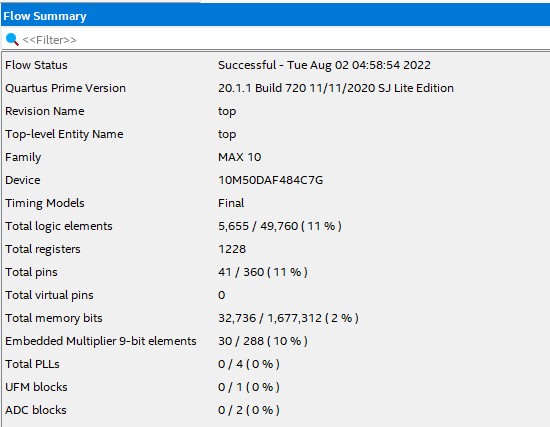 Flow Summary
<<Filter>>
Flow Status Successful - Tue Aug 02 04:58:54 2022
Quartus Prime Version 20.1.1 Build 720 11/11/2020 SJ Lite Edition
Revision Name top
Top-level Entity Name top
Family MAX 10
Device 10M50DAF484C7G
Timing Models Final
Total logic elements 5,655 / 49,760 ( 11 % )
Total registers 1228
Total pins 41 / 360 ( 11 % )
Total virtual pins 0
Total memory bits 32,736 / 1,677,312 ( 2 % )
Embedded Multiplier 9-bit elements 30 / 288 ( 10 % )
Total PLLs 0 / 4 ( 0 % )
UFM blocks 0 / 1 ( 0 % )
ADC blocks 0 / 2 ( 0 % )